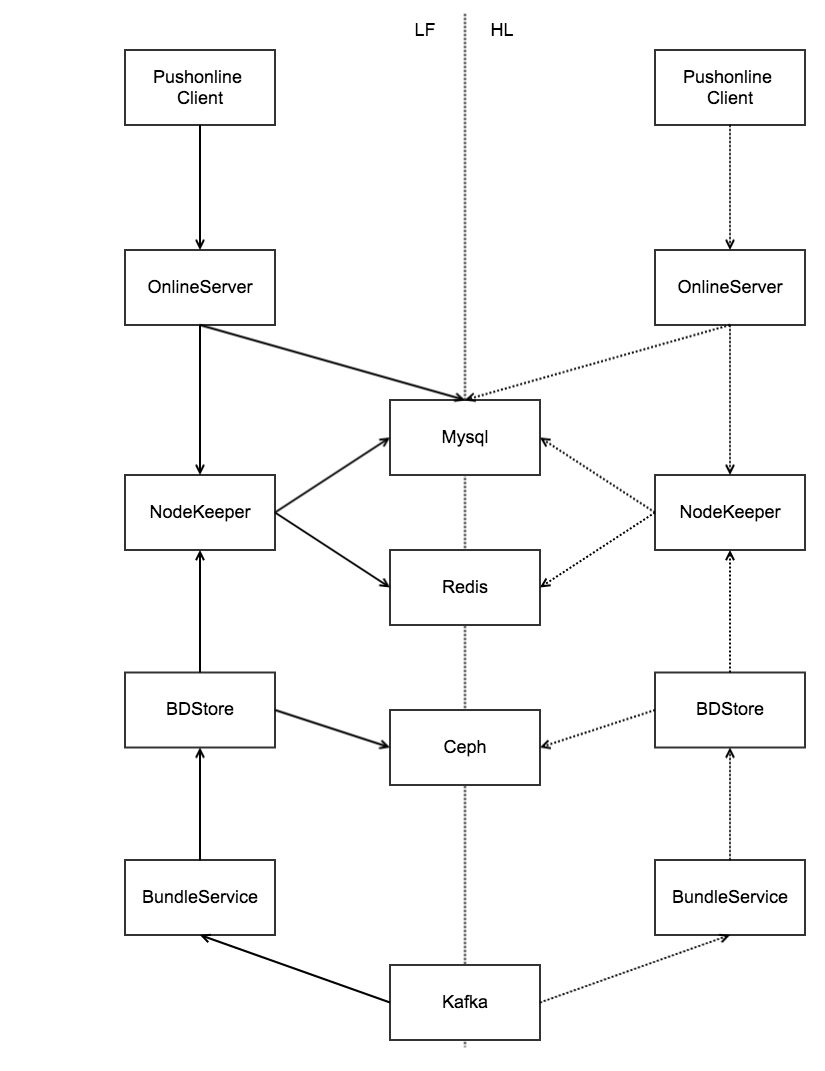 LF HL
Pushonline
Client
Pushonline
Client
OnlineServer
OnlineServer
Mysql
NodeKeeper
NodeKeeper
Redis
BDStore
BDStore
Ceph
BundleService
BundleService
Kafka